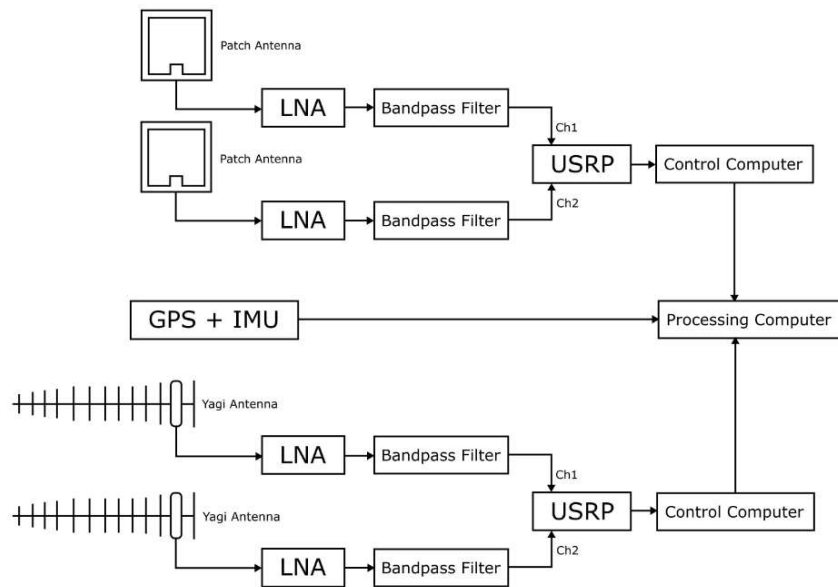 Patch Antenna
LNA
Bandpass Filter
Ch1
Patch Antenna
USRP
Control Computer
Ch2
LNA
Bandpass Filter
GPS + IMU
Processing Computer
Yagi Antenna
LNA
Bandpass Filter
Ch1
Yagi Antenna
USRP
Control Computer
Ch2
LNA
Bandpass Filter